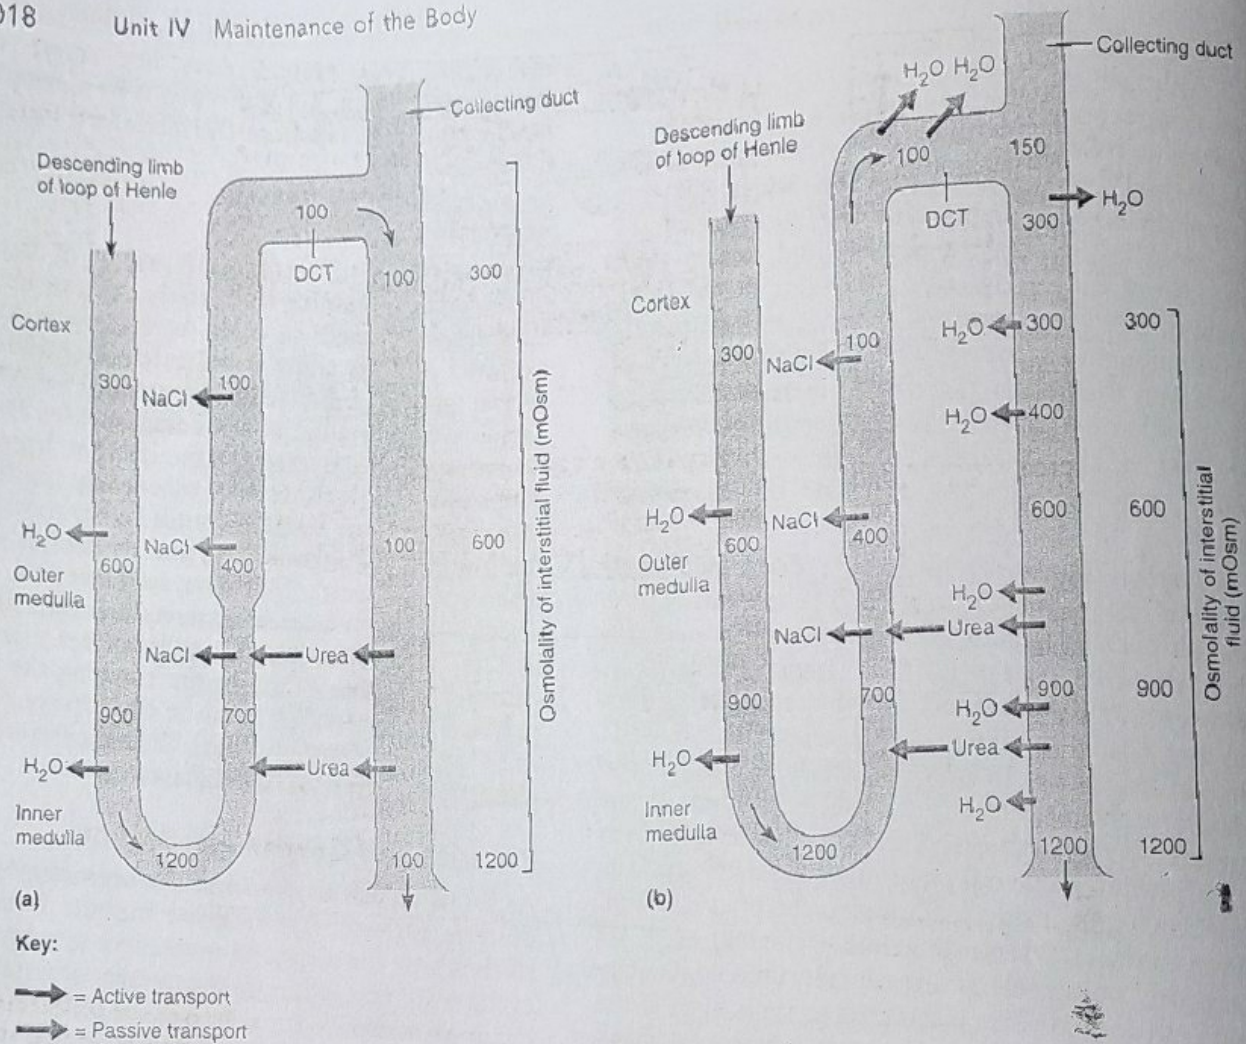 918
Unit IV Maintenance of the Body
Collecting duct
Descending limb
of loop of Henle
100
DCT
100
300
Cortex
300
NaCl
100
H₂O
NaCl
100
600
Outer
medulla
600
400
NaCl
Urea
900
700
H₂O
Urea
Inner
medulla
1200
100
1200
Osmolality of interstitial fluid (mOsm)
(a)
Key:
= Active transport
= Passive transport
Collecting duct
H₂O H₂O
Descending limb
of loop of Henle
100
150
DCT
H₂O
300
Cortex
300
NaCl
100
H₂O
300
300
H₂O
400
H₂O
NaCl
600
600
Outer
medulla
600
400
H₂O
NaCl
Urea
900
700
900
900
H₂O
H₂O
Urea
Inner
medulla
H₂O
1200
1200
1200
Osmolality of interstitial
fluid (mOsm)
(b)